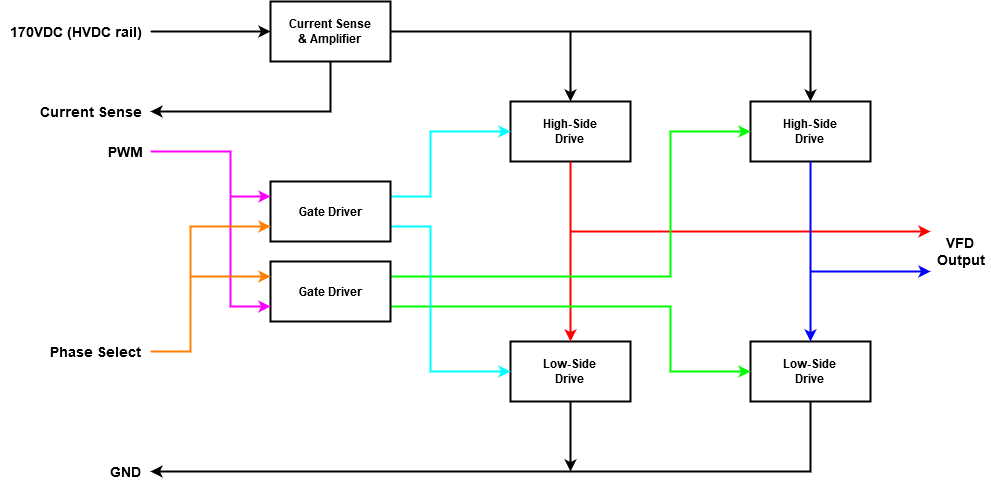 170VDC (HVDC rail)
Current Sense
& Amplifier
Current Sense
PWM
High-Side
Drive
High-Side
Drive
Gate Driver
VFD
Output
Gate Driver
Phase Select
Low-Side
Drive
Low-Side
Drive
GND